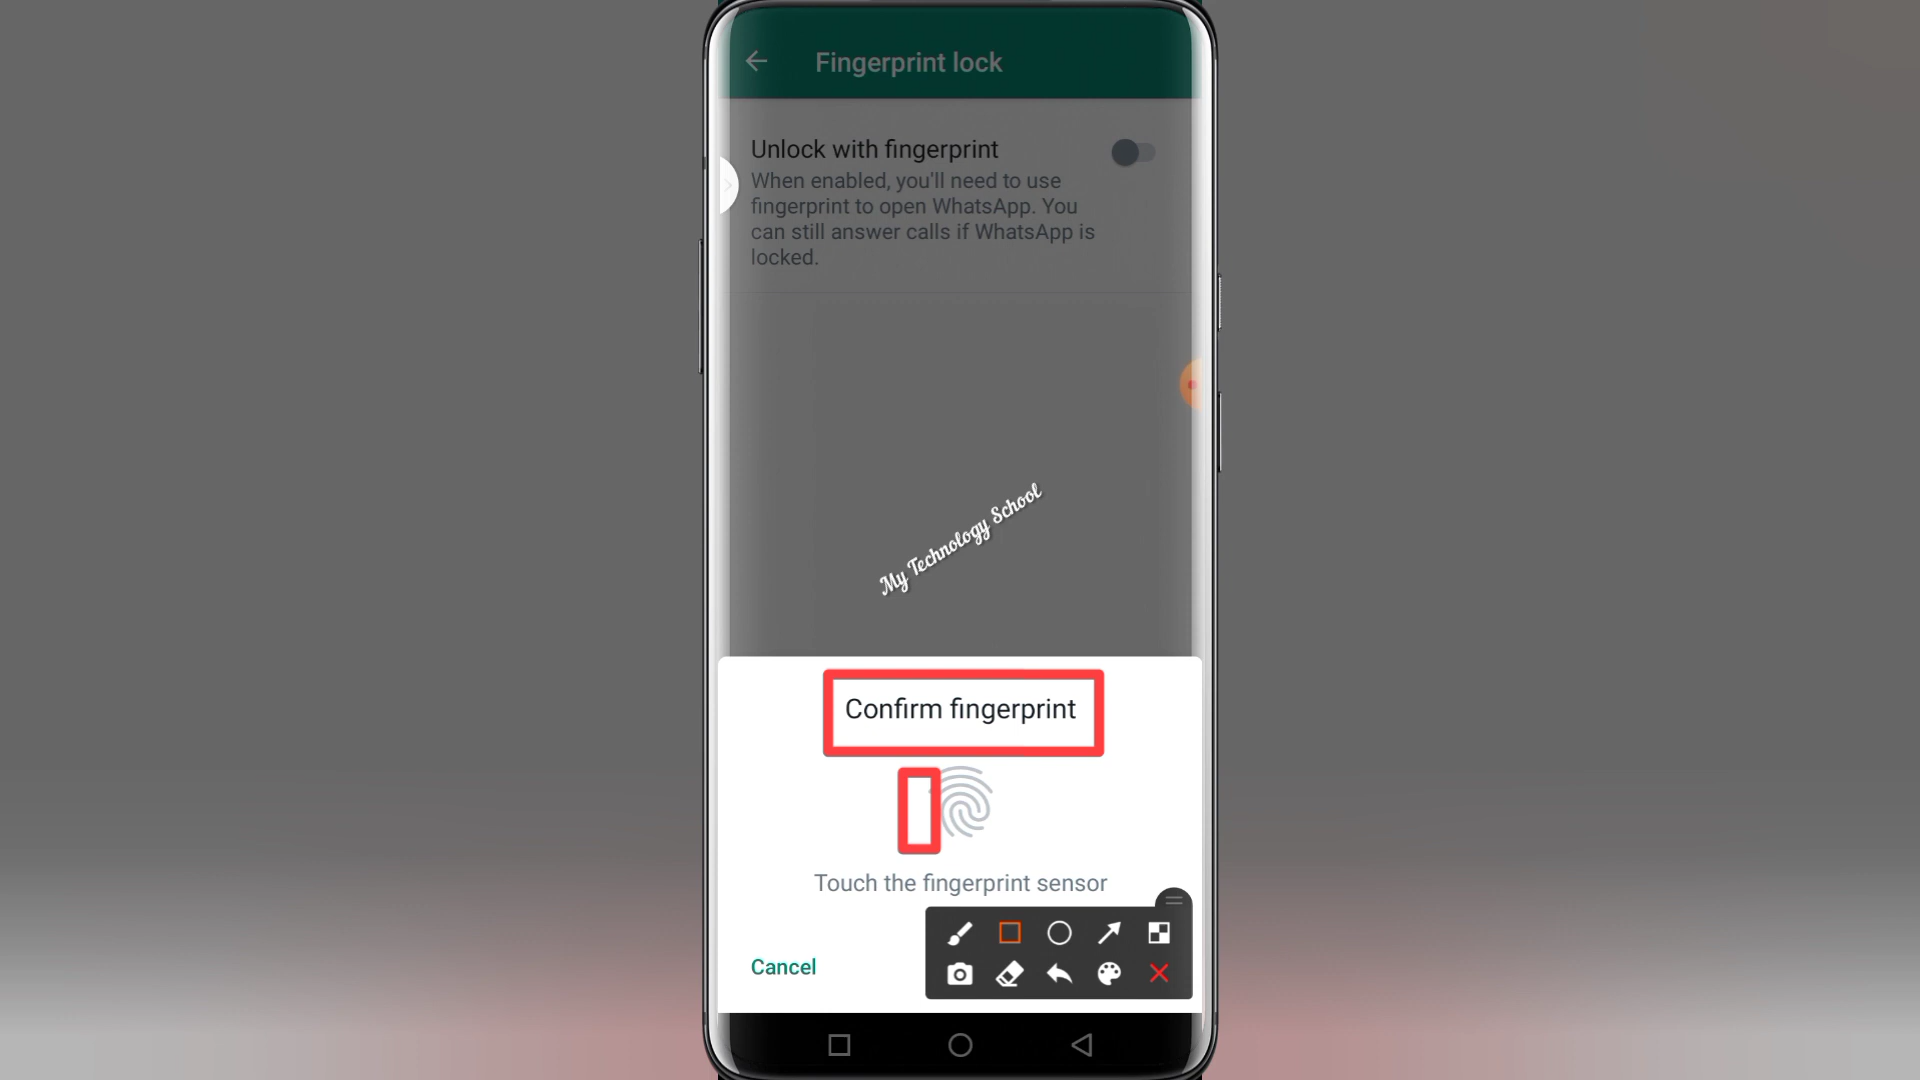 Fingerprint lock
Unlock with fingerprint
When enabled, you'll need to use
fingerprint to open WhatsApp. You
can still answer calls if WhatsApp is
locked.
My Technology School
Confirm fingerprint
Touch the fingerprint sensor
Cancel